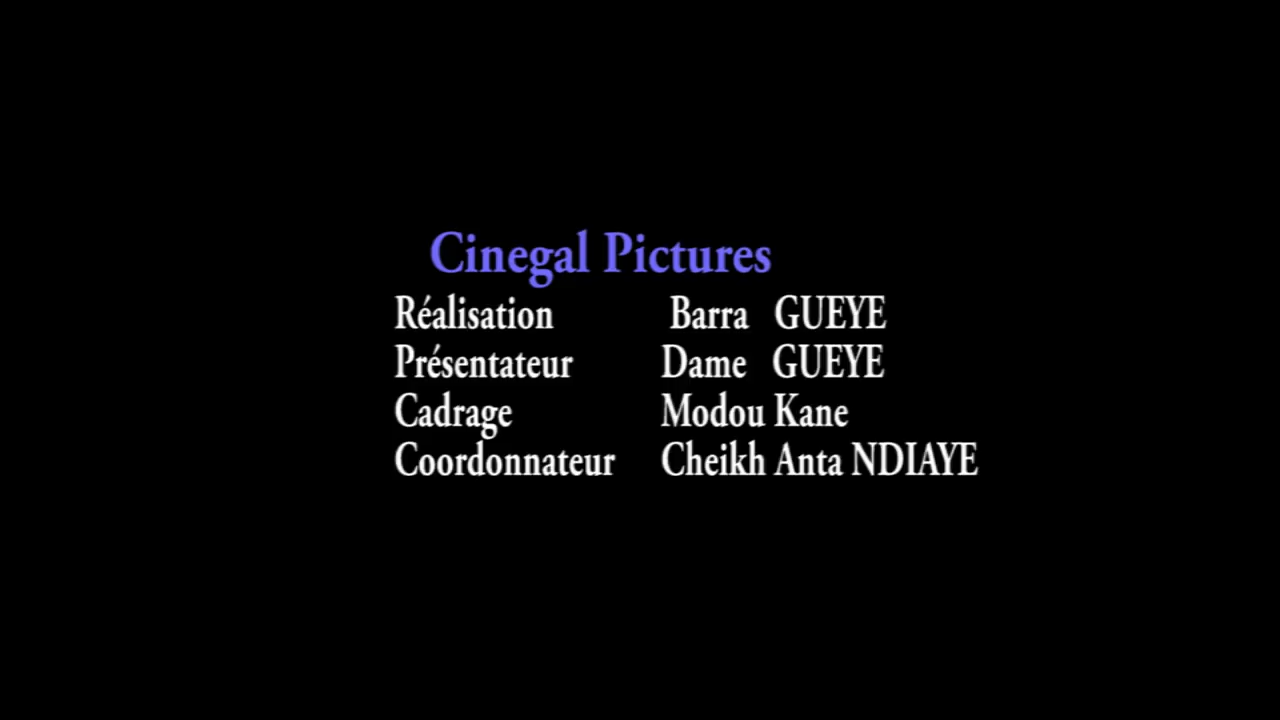 Cinegal Pictures
Réalisation Barra GUEYE
Présentateur Dame GUEYE
Cadrage Modou Kane
Coordonnateur Cheikh Anta NDIAYE